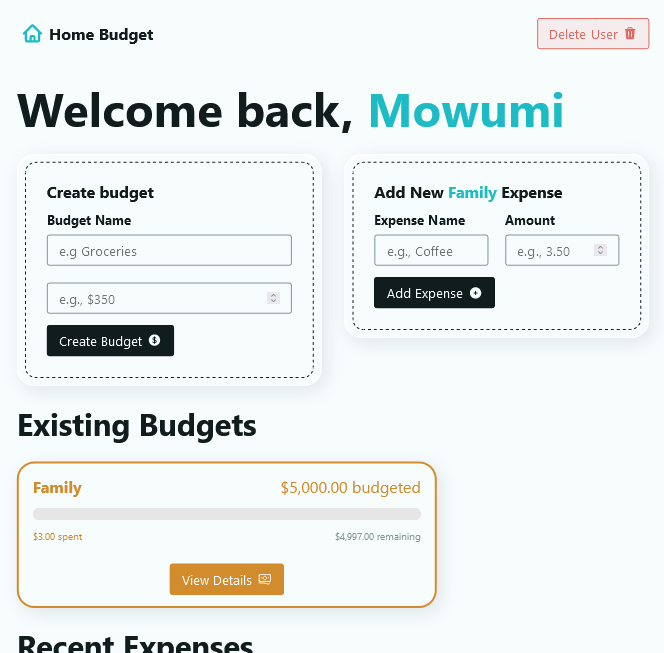 Home Budget
Delete User
Welcome back, Mowumi
Create budget
Budget Name
e.g Groceries
e.g., $350
Create Budget
Add New Family Expense
Expense Name
Amount
e.g., Coffee
e.g., 3.50
Add Expense
Existing Budgets
Family
$5,000.00 budgeted
$3.00 spent
$4,997.00 remaining
View Details
Recent Expenses